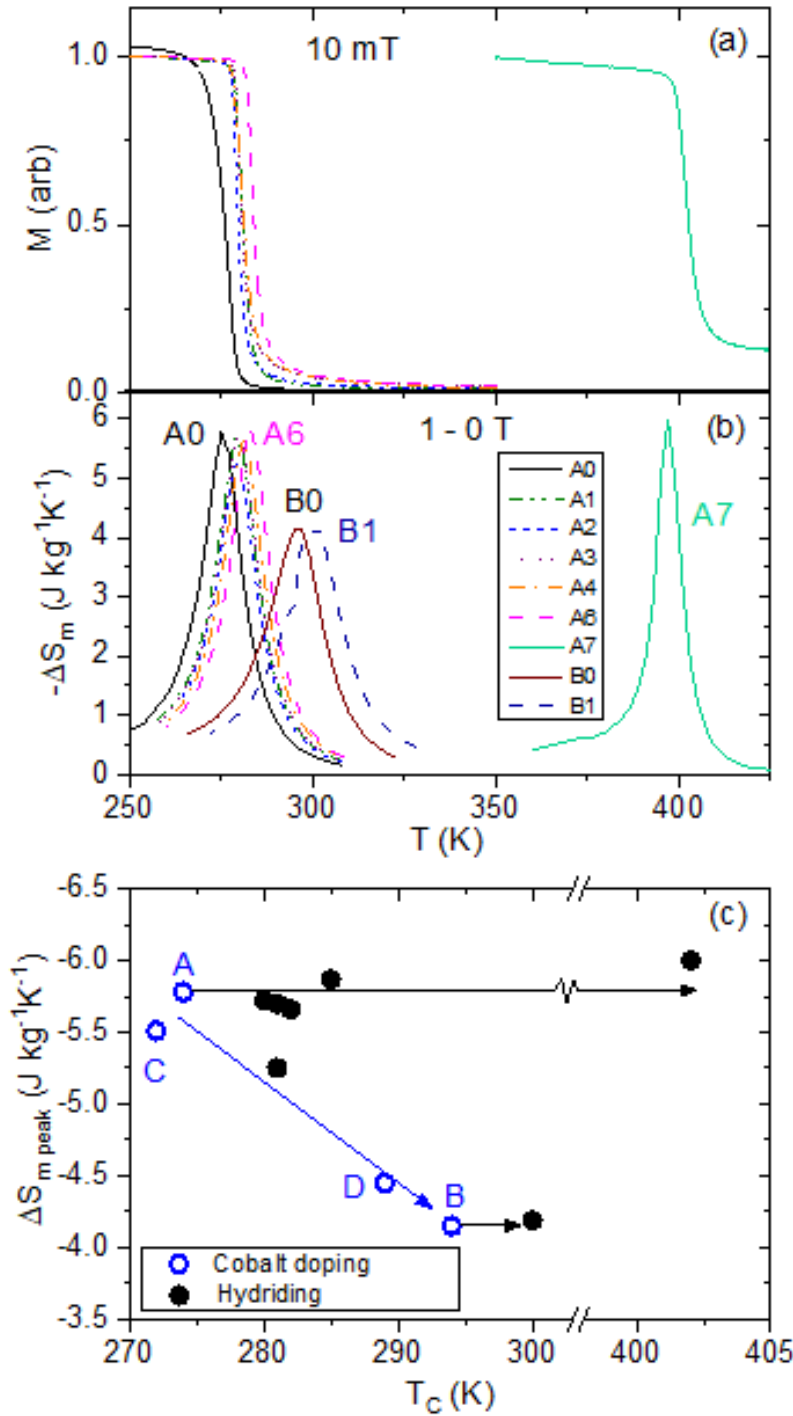 (a)
10 mT
1.0
0.5
0.0
M (arb)
A0
A6
1 - 0 T
(b)
B0
B1
A7
A0
A1
A2
A3
A4
A6
A7
B0
B1
6
5
4
3
2
1
0
-ΔSₘ (J kg⁻¹K⁻¹)
250 300 350 400
T (K)
(c)
-6.5
-6.0
-5.5
-5.0
-4.5
-4.0
-3.5
ΔSₘ ₚₑₐₖ (J kg⁻¹K⁻¹)
A
C
D
B
Cobalt doping
Hydriding
270 280 290 300 402 405
T_C (K)